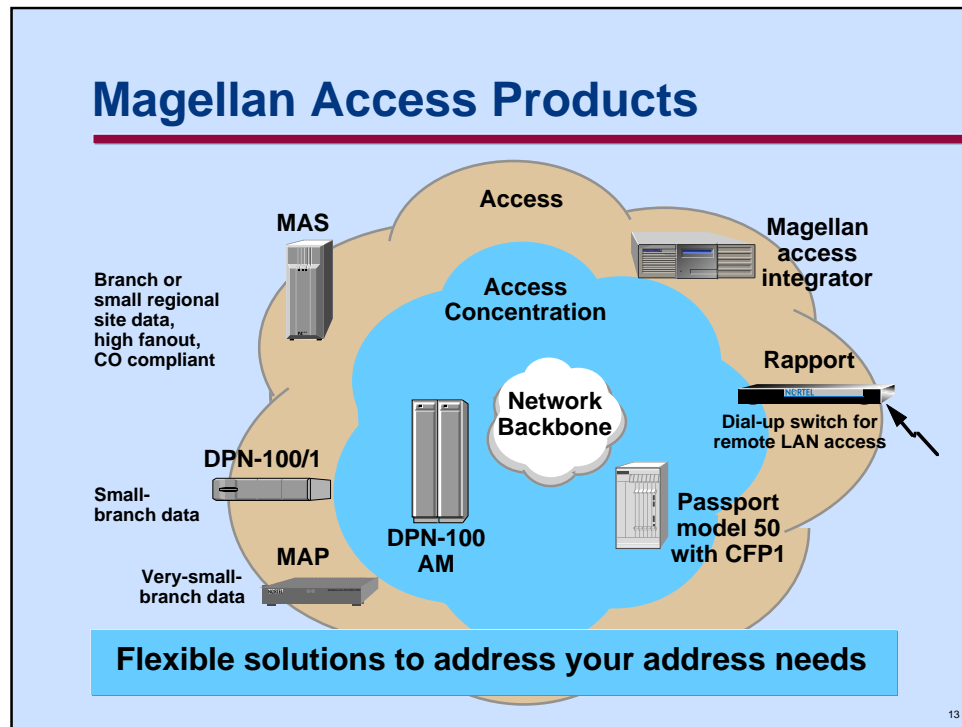 Magellan Access Products
Access
MAS
Magellan
access
integrator
Branch or
small regional
site data,
high fanout,
CO compliant
Access
Concentration
Rapport
NORTEL
Dial-up switch for
remote LAN access
Network
Backbone
DPN-100/1
Small-
branch data
DPN-100
AM
Passport
model 50
with CFP1
MAP
Very-small-
branch data
NORTEL
Flexible solutions to address your address needs
13